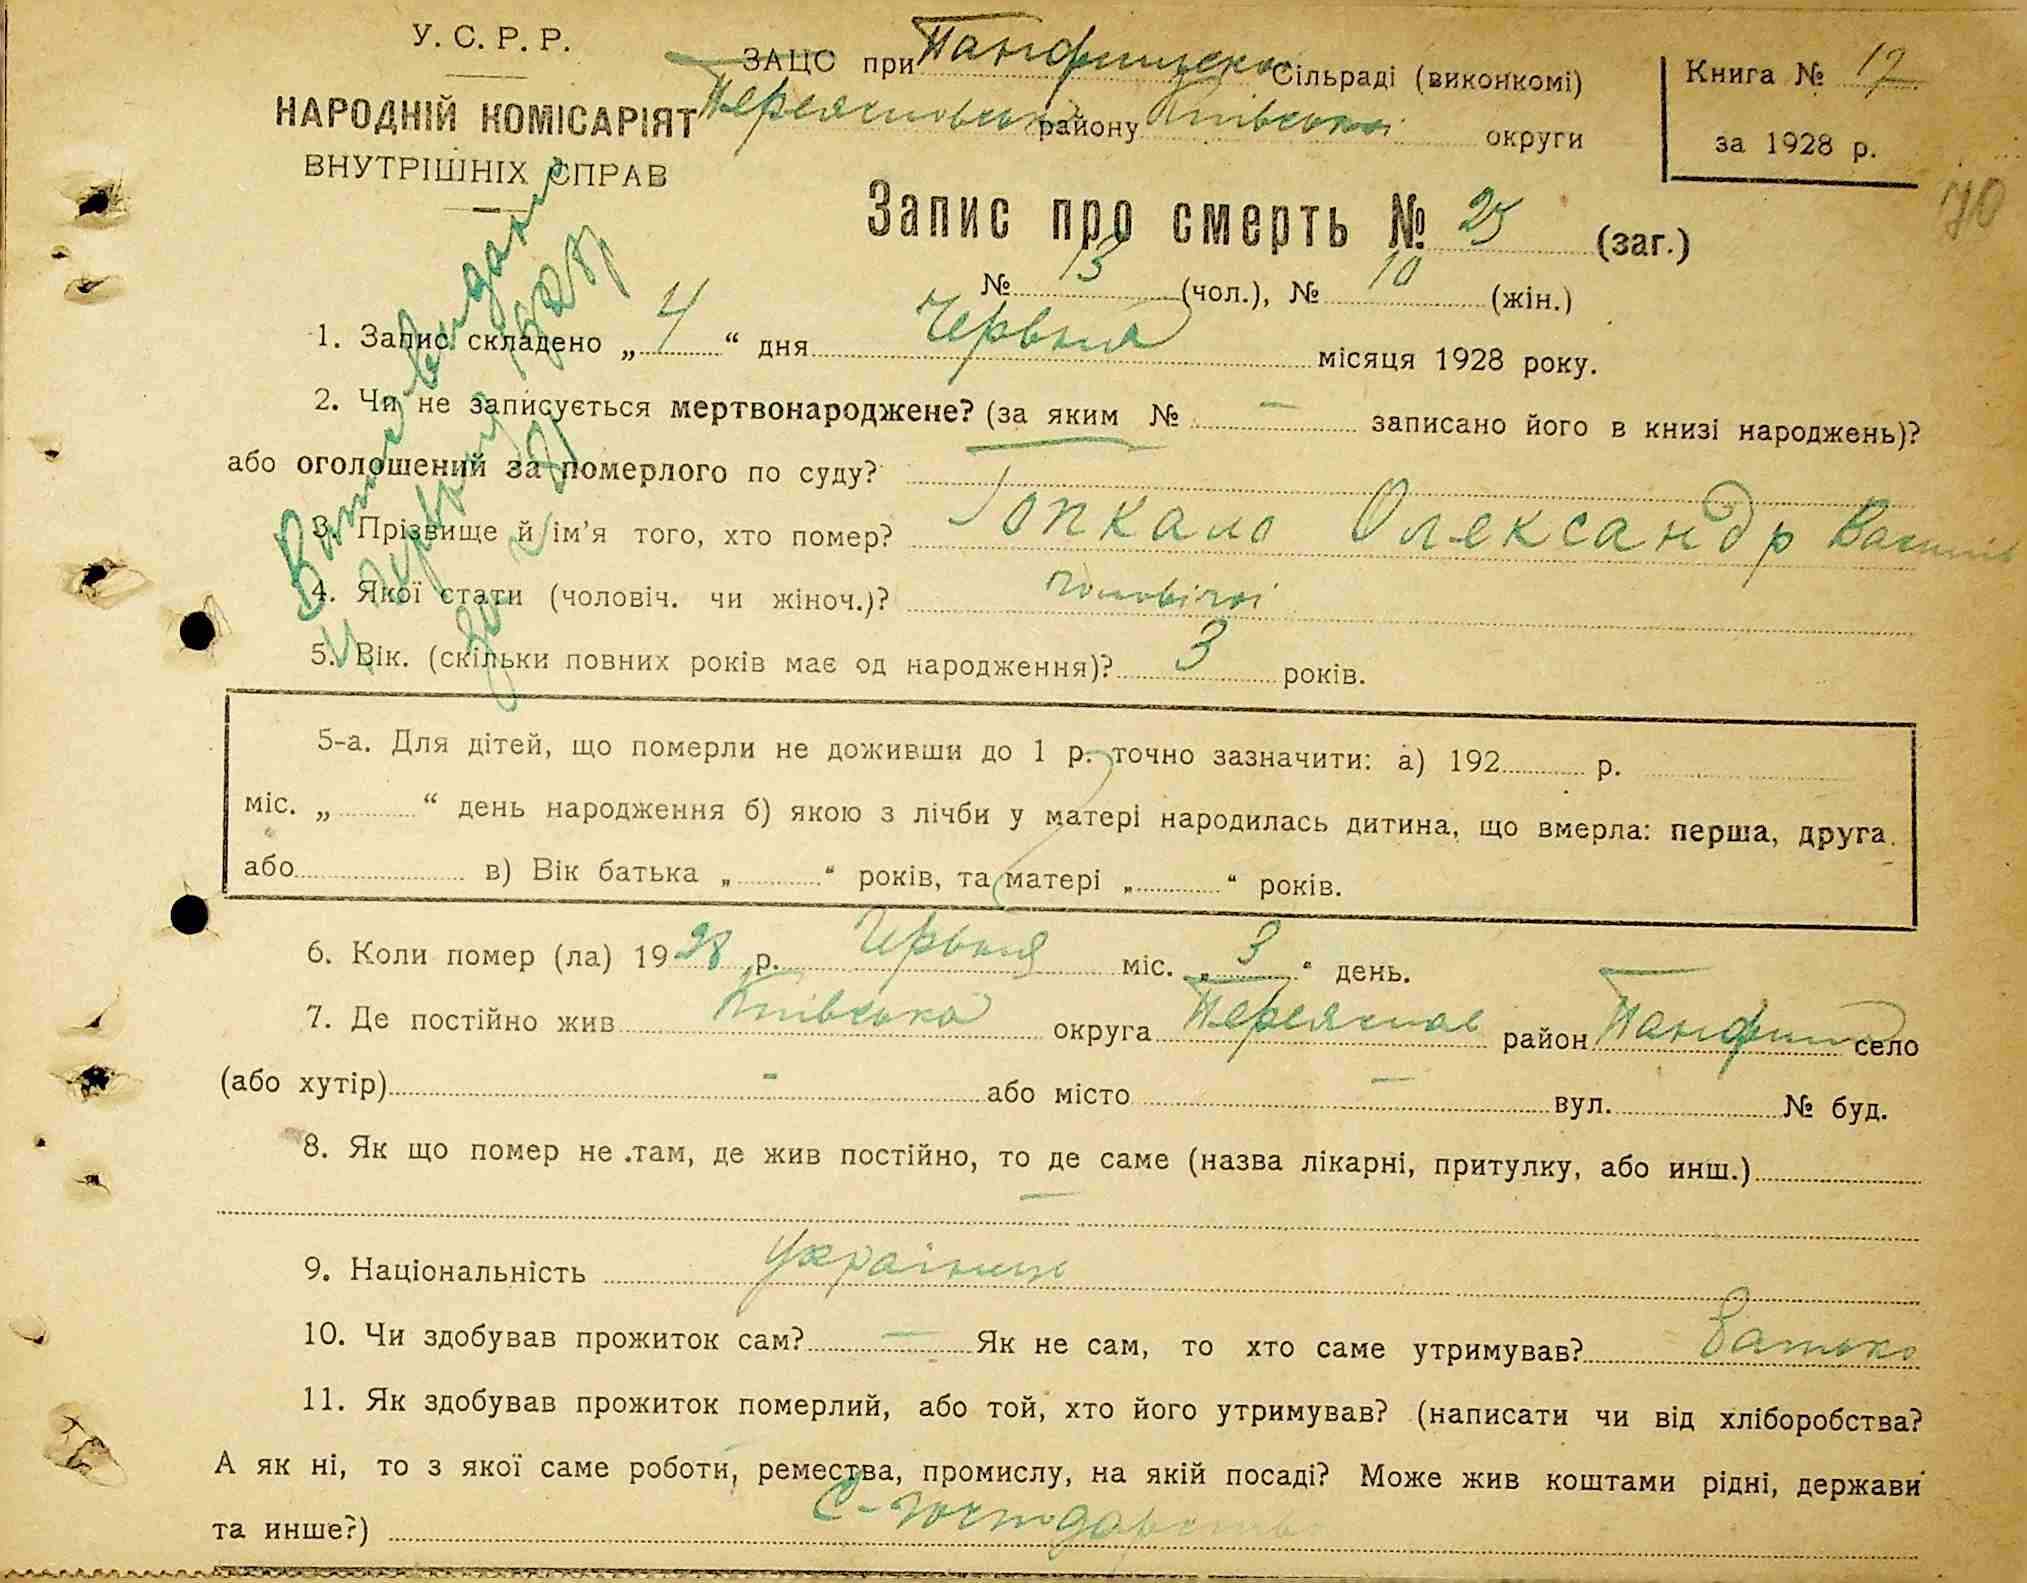 У. С. Р. Р.
НАРОДНІЙ КОМІСАРІЯТ
ВНУТРІШНІХ СПРАВ
ЗАЦС при Панфильской Сільраді (виконкомі)
Переяславськ району Київської округи
Книга № 17
за 1928 р.
70
Запис про смерть № 25 (заг.)
№ 13 (чол.), № 10 (жін.)
1. Запис складено „ 4 “ дня Червня місяця 1928 року.
2. Чи не записується мертвонароджене? (за яким № — записано його в книзі народжень)?
або оголошений за померлого по суду?
3. Прізвище й ім’я того, хто помер? Топкало Олександр Василів
4. Якої стати (чоловіч. чи жіноч.)? чоловічої
5. Вік. (скільки повних років має од народження)? 3 років.
5-а. Для дітей, що померли не доживши до 1 р. точно зазначити: а) 192 р.
міс. „ “ день народження б) якою з лічби у матері народилась дитина, що вмерла: перша, друга
або в) Вік батька „ “ років, та матері „ “ років.
6. Коли помер (ла) 1928 р. Червня міс. „ 3 “ день.
7. Де постійно жив Київська округа Переяслав район Панфили село
(або хутір) - або місто — вул. № буд.
8. Як що помер не там, де жив постійно, то де саме (назва лікарні, притулку, або инш.)
—
9. Національність Українец
10. Чи здобував прожиток сам? — Як не сам, то хто саме утримував? Батько
11. Як здобував прожиток померлий, або той, хто його утримував? (написати чи від хліборобства?
А як ні, то з якої саме роботи, ремества, промислу, на якій посаді? Може жив коштами рідні, держави
та инше?) С-господарство